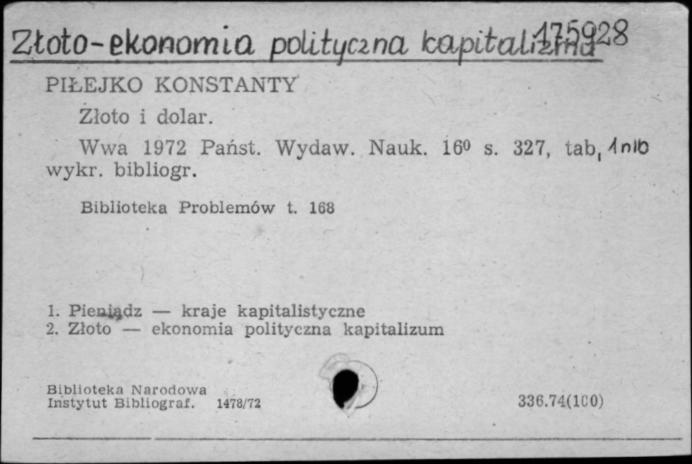 Złoto-ekonomia polityczna kapitalizmu 175928
PIŁEJKO KONSTANTY
Złoto i dolar.
Wwa 1972 Państ. Wydaw. Nauk. 16⁰ s. 327, tab, 1 nlb
wykr. bibliogr.
Biblioteka Problemów t. 168
1. Pieniądz — kraje kapitalistyczne
2. Złoto — ekonomia polityczna kapitalizum
Biblioteka Narodowa
Instytut Bibliograf. 1478/72 336.74(100)